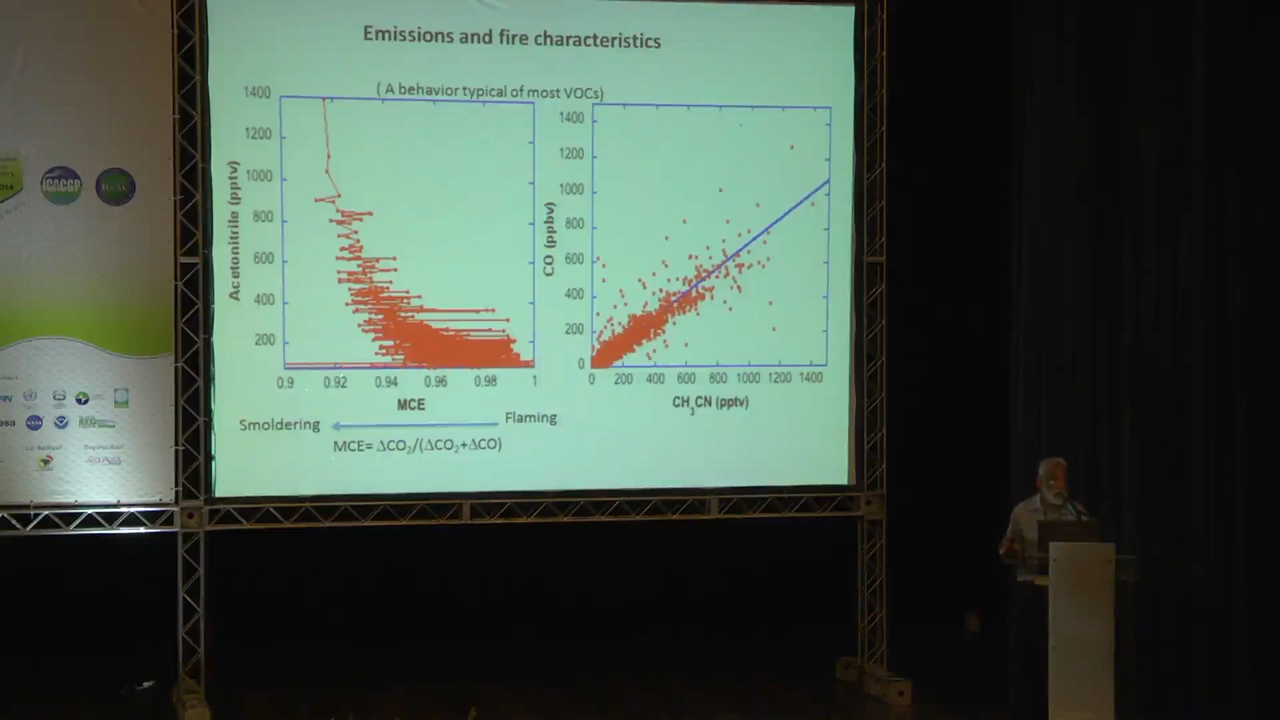 Emissions and fire characteristics
( A behavior typical of most VOCs)
Acetonitrile (pptv)
1400
1200
1000
800
600
400
200
0.9 0.92 0.94 0.96 0.98 1
MCE
Smoldering
Flaming
MCE= ΔCO₂/(ΔCO₂+ΔCO)
CO (ppbv)
1400
1200
1000
800
600
400
200
0
0 200 400 600 800 1000 1200 1400
CH₃CN (pptv)
014
iCACGP